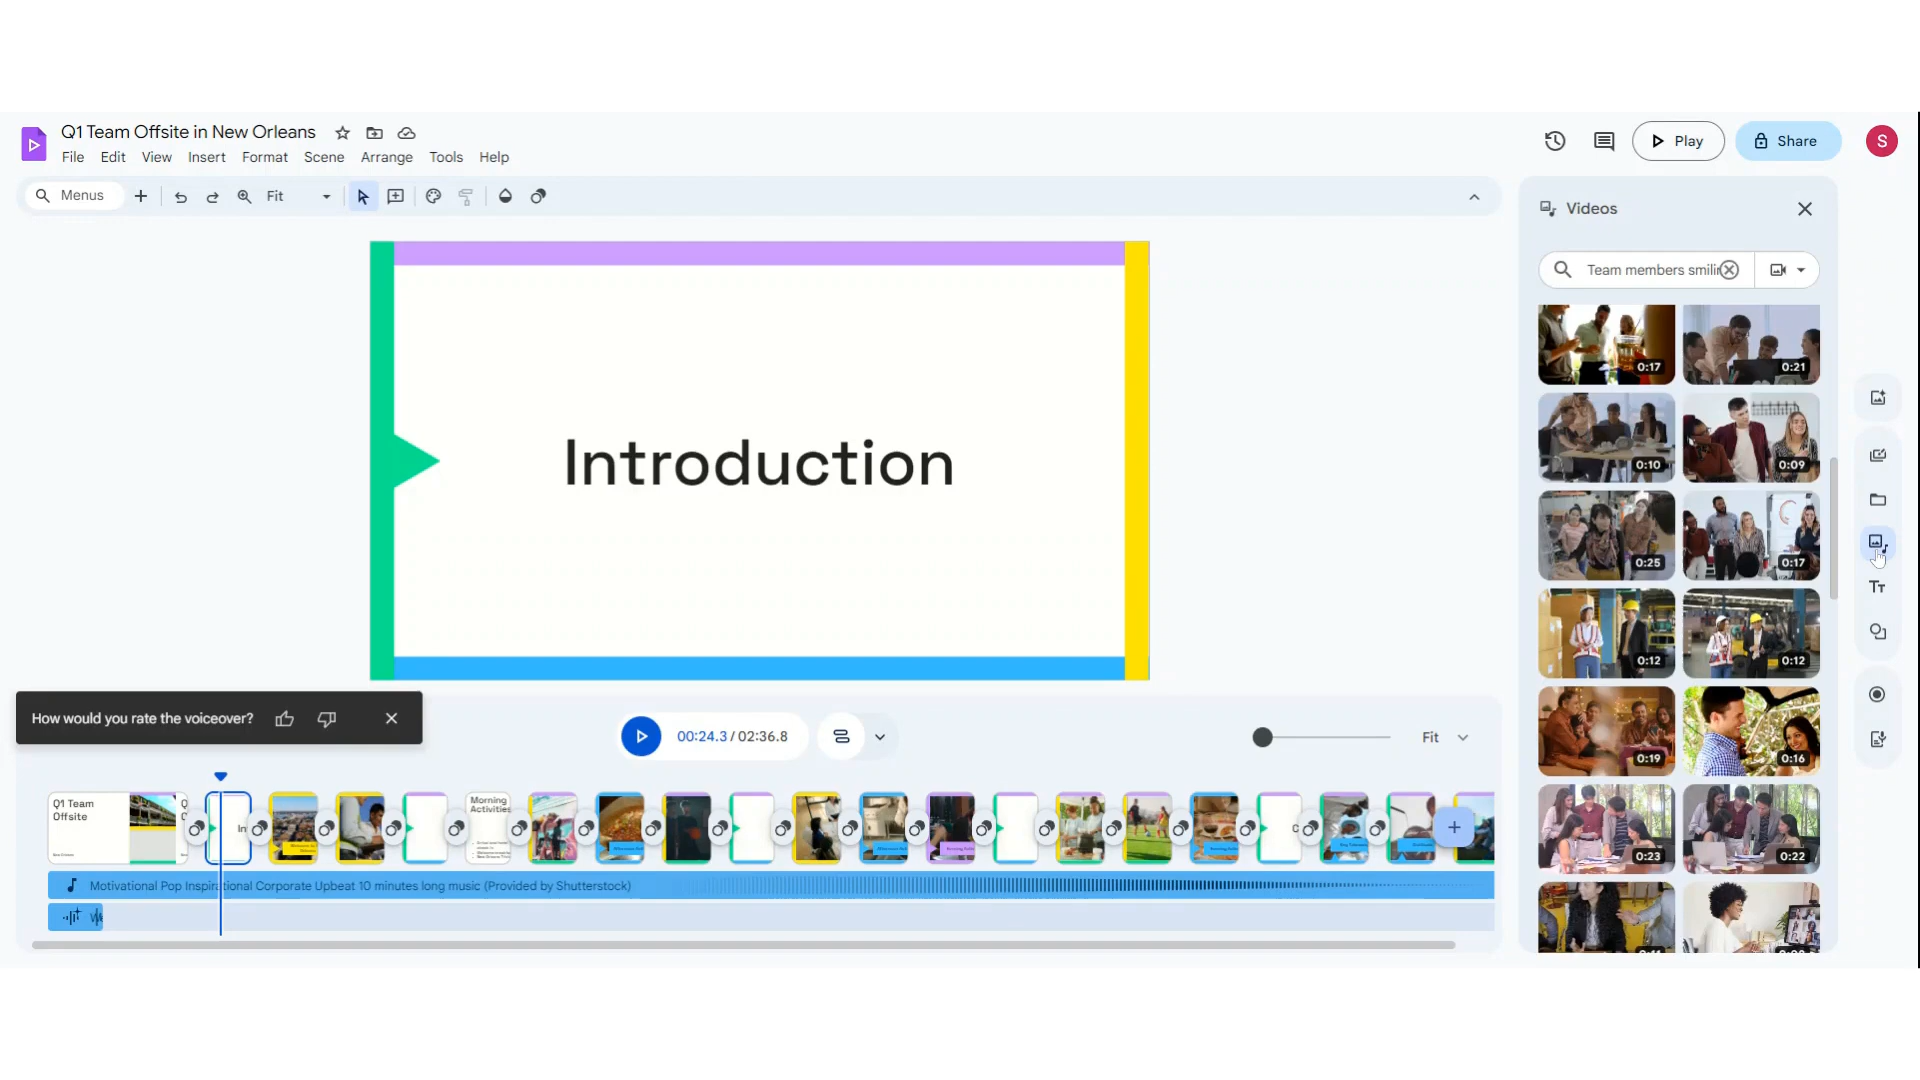 Q1 Team Offsite in New Orleans
File Edit View Insert Format Scene Arrange Tools Help
Play
Share
S
Menus
Fit
Videos
Team members smilin
Introduction
0:17
0:21
0:10
0:09
0:25
0:17
0:12
0:12
0:19
0:16
0:23
0:22
Tт
How would you rate the voiceover?
00:24.3 / 02:36.8
Fit
Q1 Team
Offsite
Morning
Activities
Motivational Pop Inspirational Corporate Upbeat 10 minutes long music (Provided by Shutterstock)